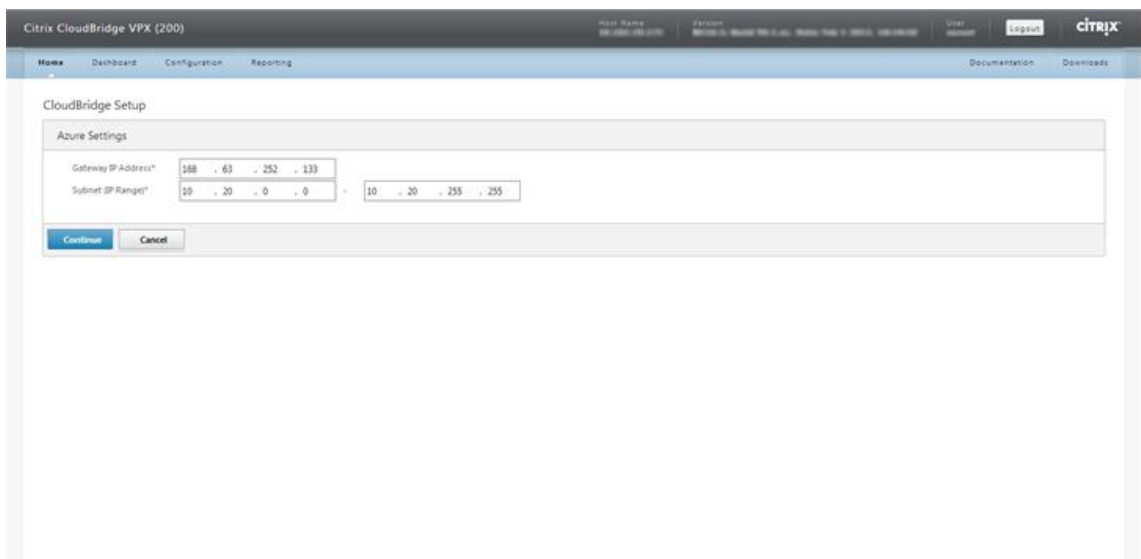 Citrix CloudBridge VPX (200)
Host Name
Version
User
Logout
CİTRIX
Home Dashboard Configuration Reporting
Documentation Downloads
CloudBridge Setup
Azure Settings
Gateway IP Address* 168 . 63 . 252 . 133
Subnet (IP Range)* 10 . 20 . 0 . 0 - 10 . 20 . 255 . 255
Continue Cancel